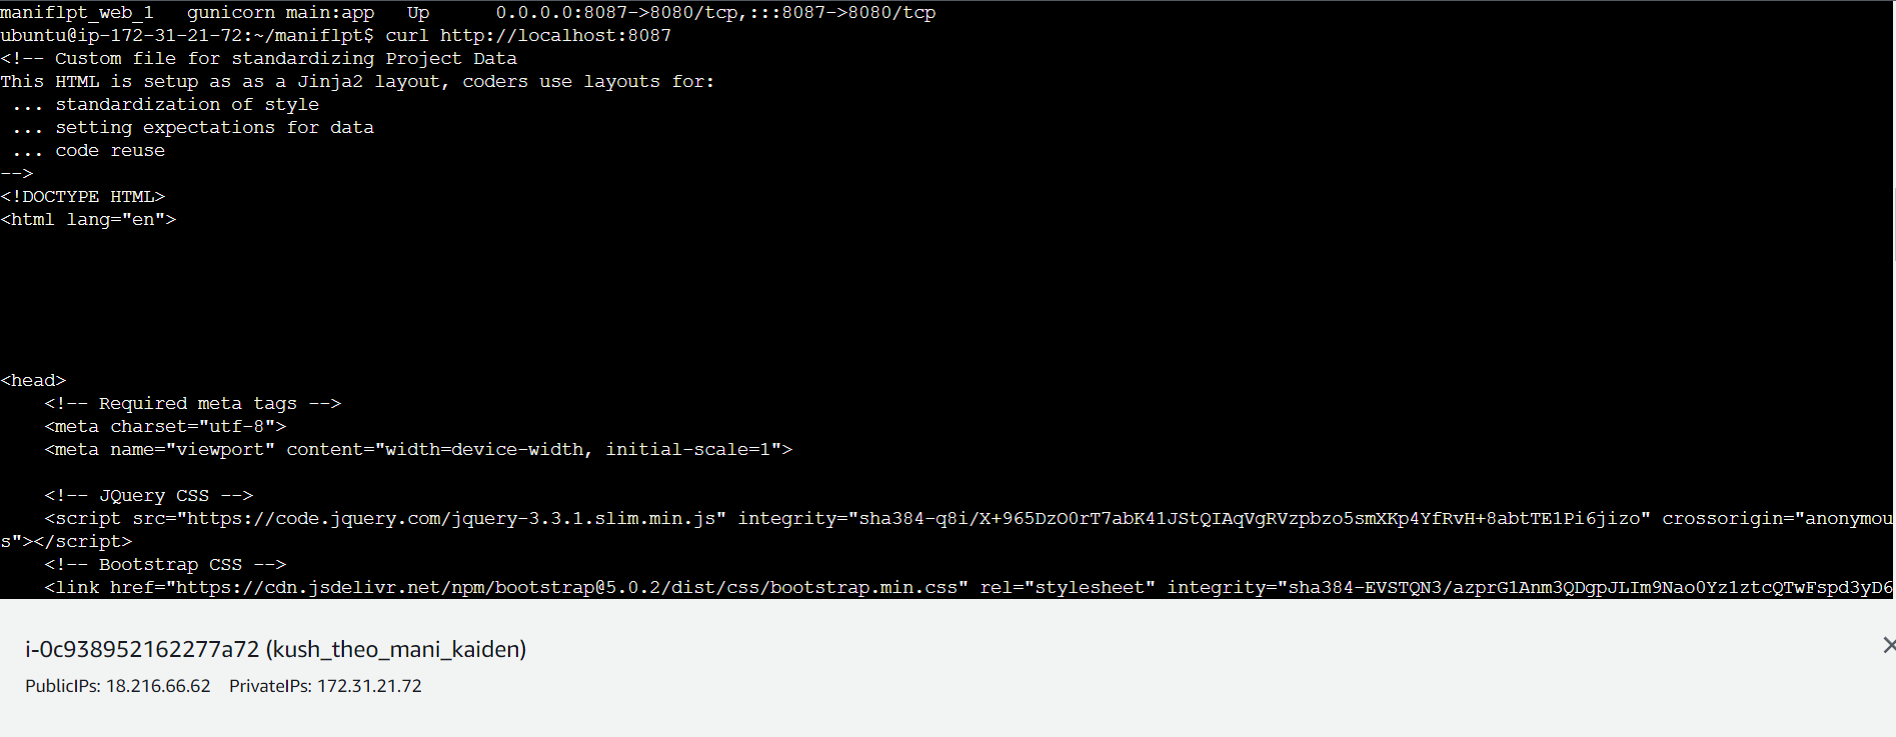 maniflpt_web_1   gunicorn main:app   Up      0.0.0.0:8087->8080/tcp,:::8087->8080/tcp
ubuntu@ip-172-31-21-72:~/maniflpt$ curl http://localhost:8087
<!-- Custom file for standardizing Project Data
This HTML is setup as as a Jinja2 layout, coders use layouts for:
 ... standardization of style
 ... setting expectations for data
 ... code reuse
-->
<!DOCTYPE HTML>
<html lang="en">
<head>
    <!-- Required meta tags -->
    <meta charset="utf-8">
    <meta name="viewport" content="width=device-width, initial-scale=1">
    <!-- JQuery CSS -->
    <script src="https://code.jquery.com/jquery-3.3.1.slim.min.js" integrity="sha384-q8i/X+965DzO0rT7abK41JStQIAqVgRVzpbzo5smXKp4YfRvH+8abtTE1Pi6jizo" crossorigin="anonymou
s"></script>
    <!-- Bootstrap CSS -->
    <link href="https://cdn.jsdelivr.net/npm/bootstrap@5.0.2/dist/css/bootstrap.min.css" rel="stylesheet" integrity="sha384-EVSTQN3/azprG1Anm3QDgpJLIm9Nao0Yz1ztcQTwFspd3yD6
i-0c938952162277a72 (kush_theo_mani_kaiden)
PublicIPs: 18.216.66.62    PrivateIPs: 172.31.21.72